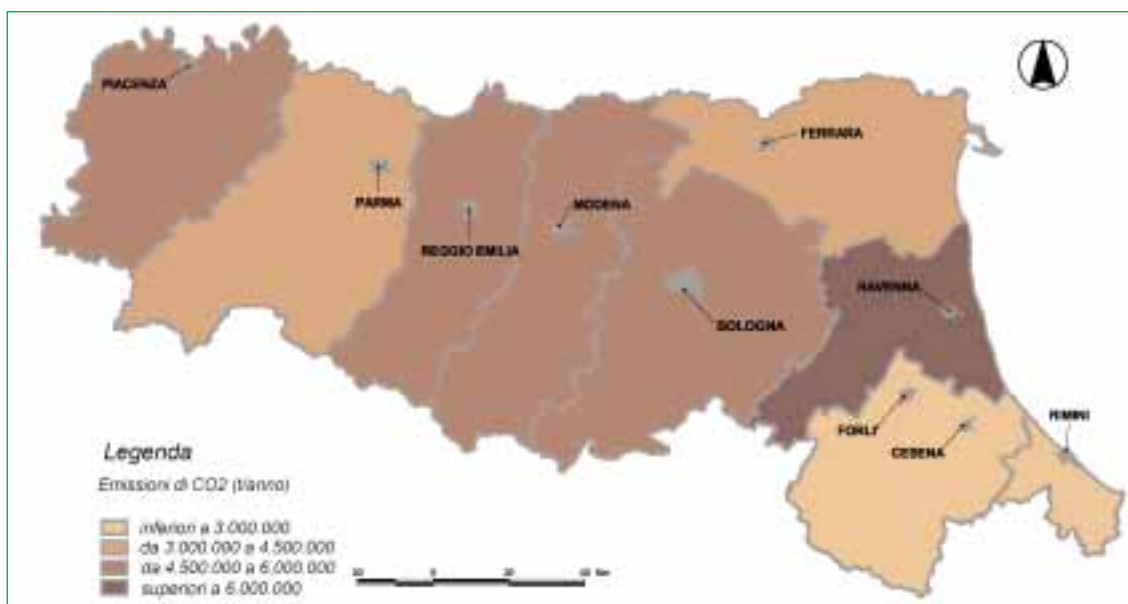 PIACENZA
FERRARA
PARMA
MODENA
REGGIO EMILIA
RAVENNA
BOLOGNA
FORLI'
CESENA
RIMINI
Legenda
Emissioni di CO2 (t/anno)
inferiori a 3.000.000
da 3.000.000 a 4.500.000
da 4.500.000 a 6.000.000
superiori a 6.000.000
0
Km